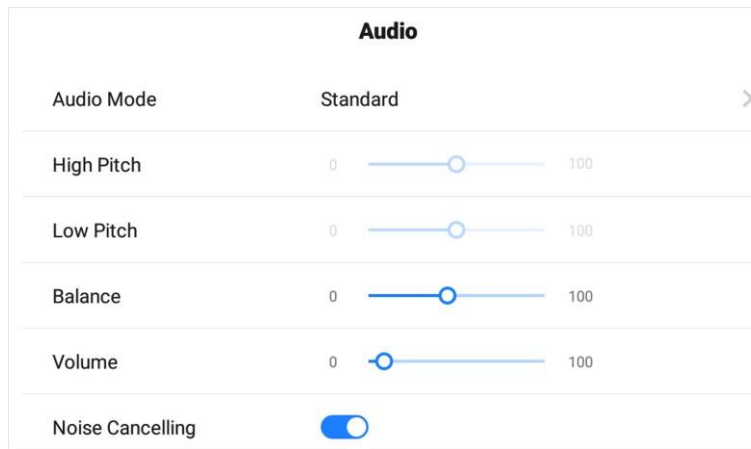 Audio
Audio Mode Standard
High Pitch 0 100
Low Pitch 0 100
Balance 0 100
Volume 0 100
Noise Cancelling